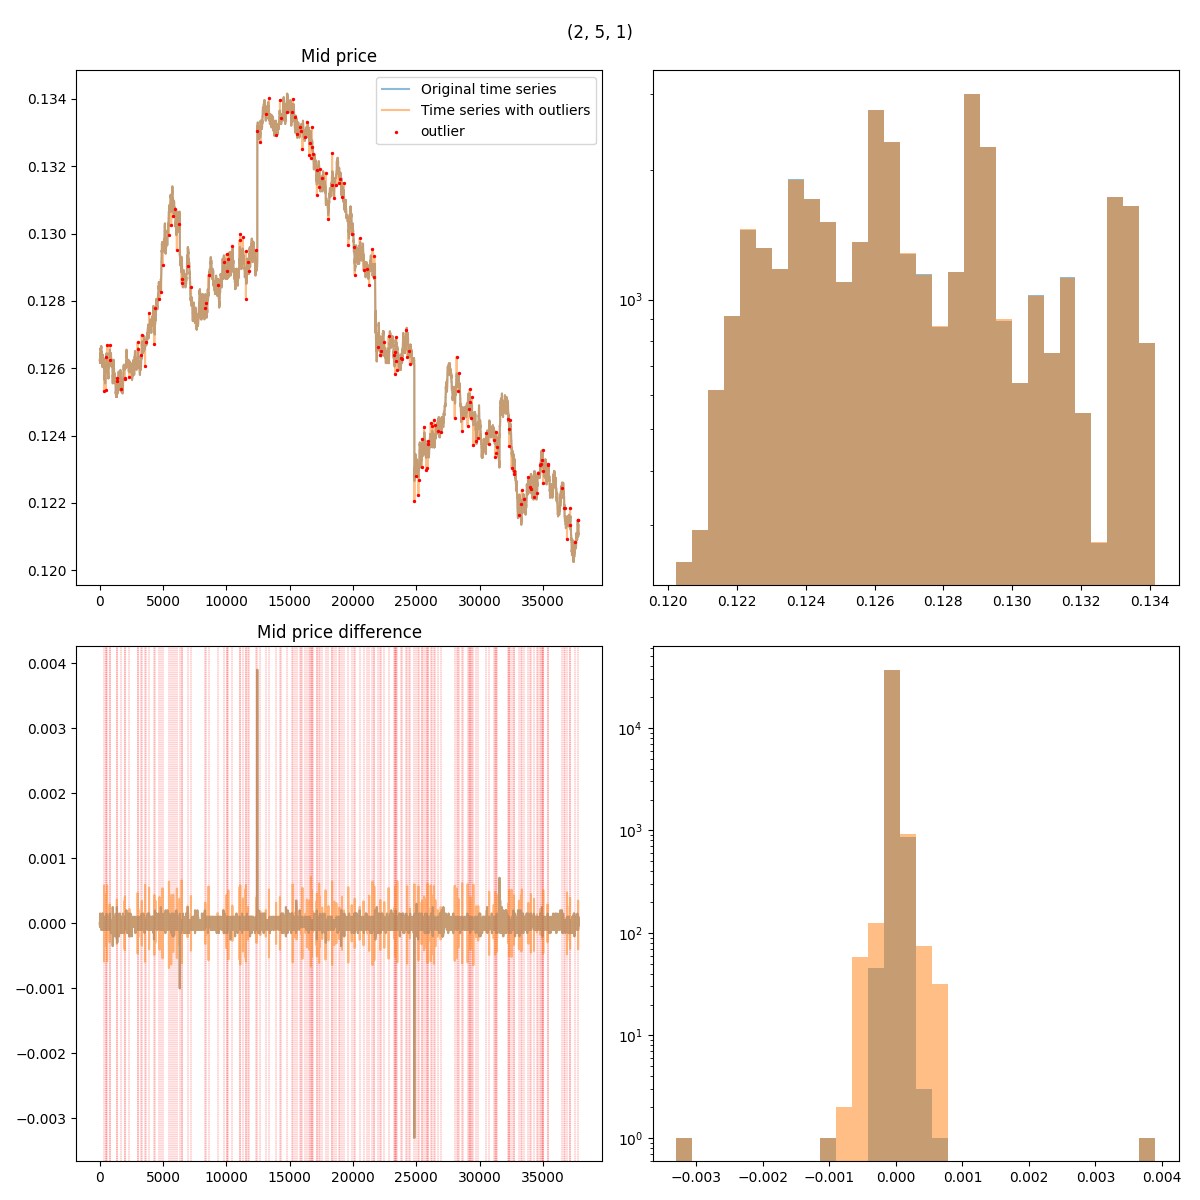 (2, 5, 1)
Mid price
Original time series
Time series with outliers
outlier
0.134
0.132
0.130
0.128
0.126
0.124
0.122
0.120
0 5000 10000 15000 20000 25000 30000 35000
10³
0.120 0.122 0.124 0.126 0.128 0.130 0.132 0.134
Mid price difference
0.004
0.003
0.002
0.001
0.000
−0.001
−0.002
−0.003
0 5000 10000 15000 20000 25000 30000 35000
10⁴
10³
10²
10¹
10⁰
−0.003 −0.002 −0.001 0.000 0.001 0.002 0.003 0.004